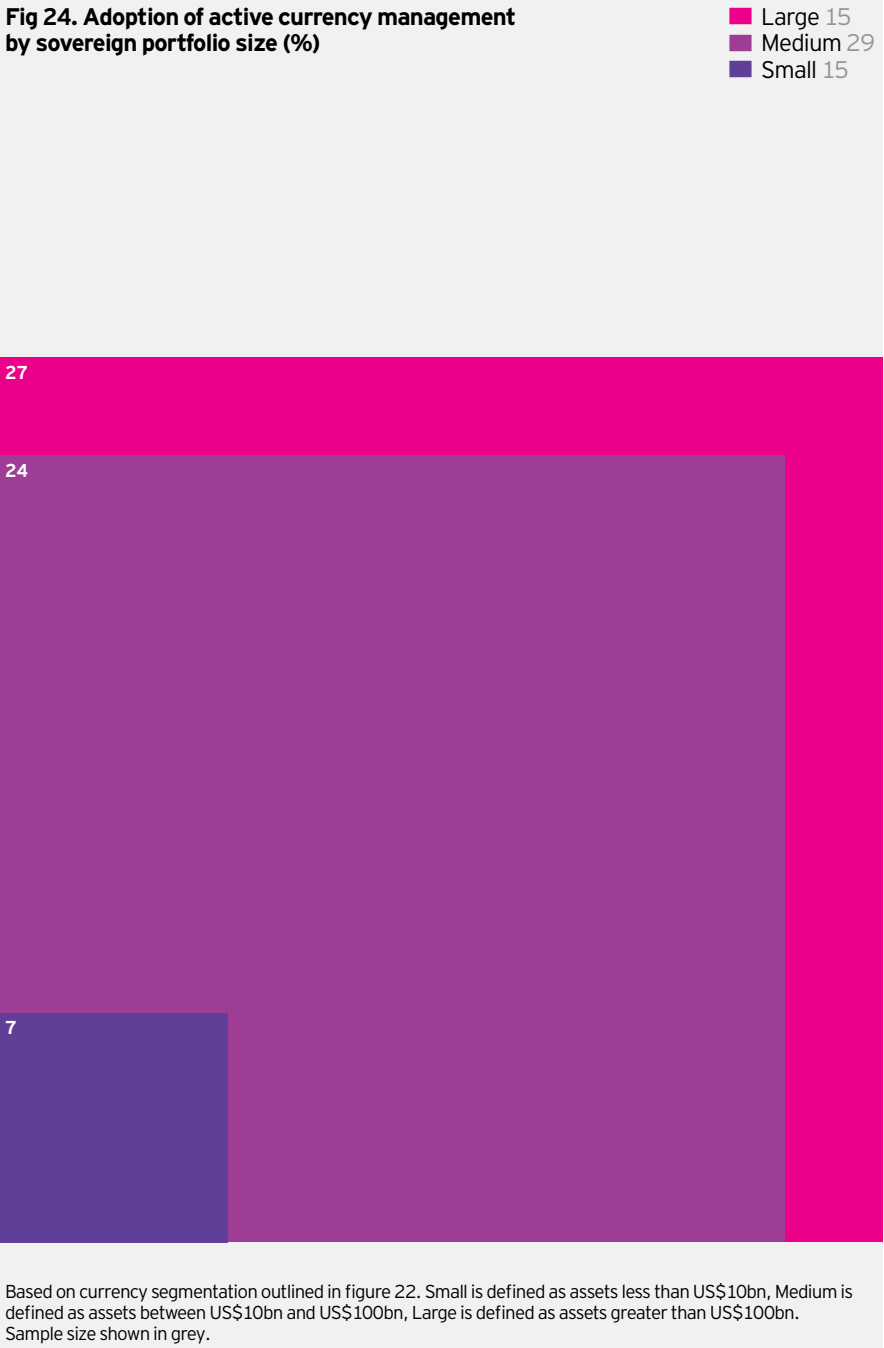 Fig 24. Adoption of active currency management
by sovereign portfolio size (%)
Large 15
Medium 29
Small 15
27
24
7
Based on currency segmentation outlined in figure 22. Small is defined as assets less than US$10bn, Medium is
defined as assets between US$10bn and US$100bn, Large is defined as assets greater than US$100bn.
Sample size shown in grey.